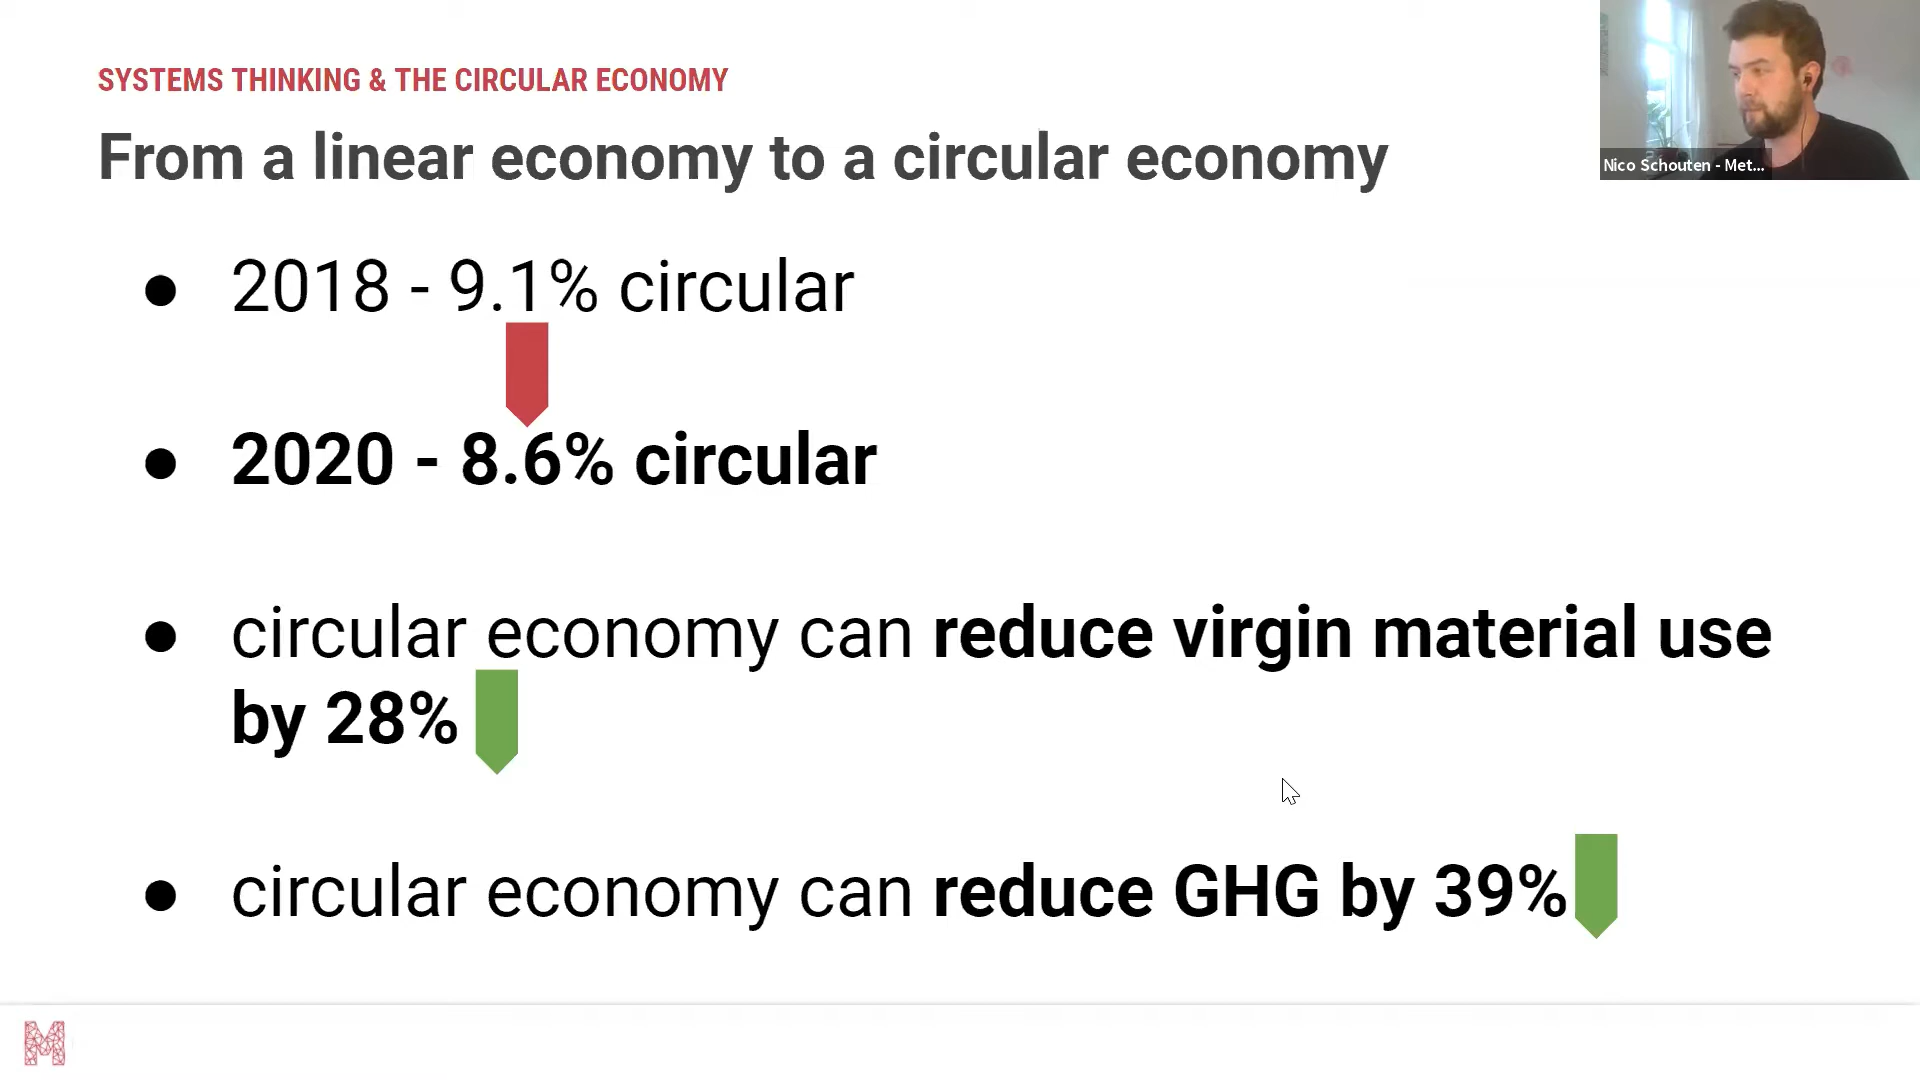 SYSTEMS THINKING & THE CIRCULAR ECONOMY
From a linear economy to a circular economy
Nico Schouten - Met...
● 2018 - 9.1% circular
● 2020 - 8.6% circular
● circular economy can reduce virgin material use
by 28%
● circular economy can reduce GHG by 39%
M